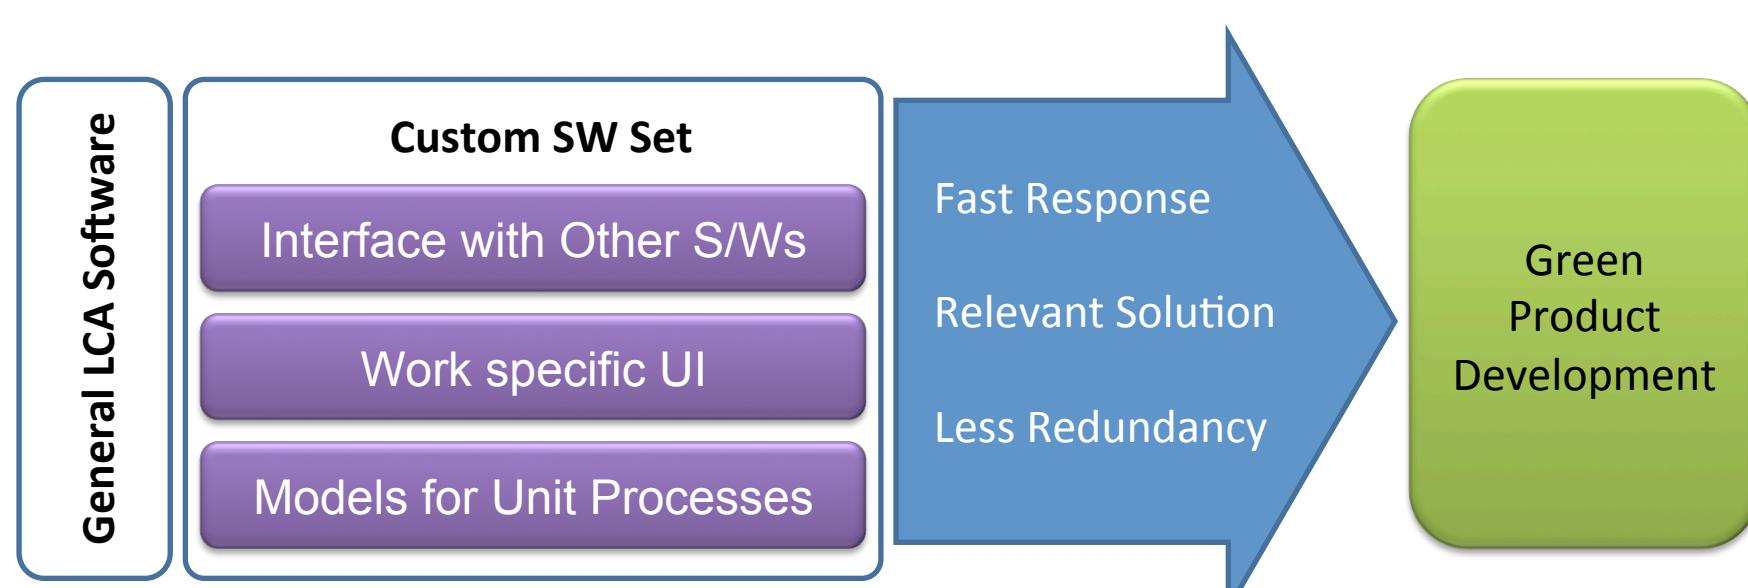 General LCA Software
Custom SW Set
Interface with Other S/Ws
Work specific UI
Models for Unit Processes
Fast Response
Relevant Solution
Less Redundancy
Green
Product
Development